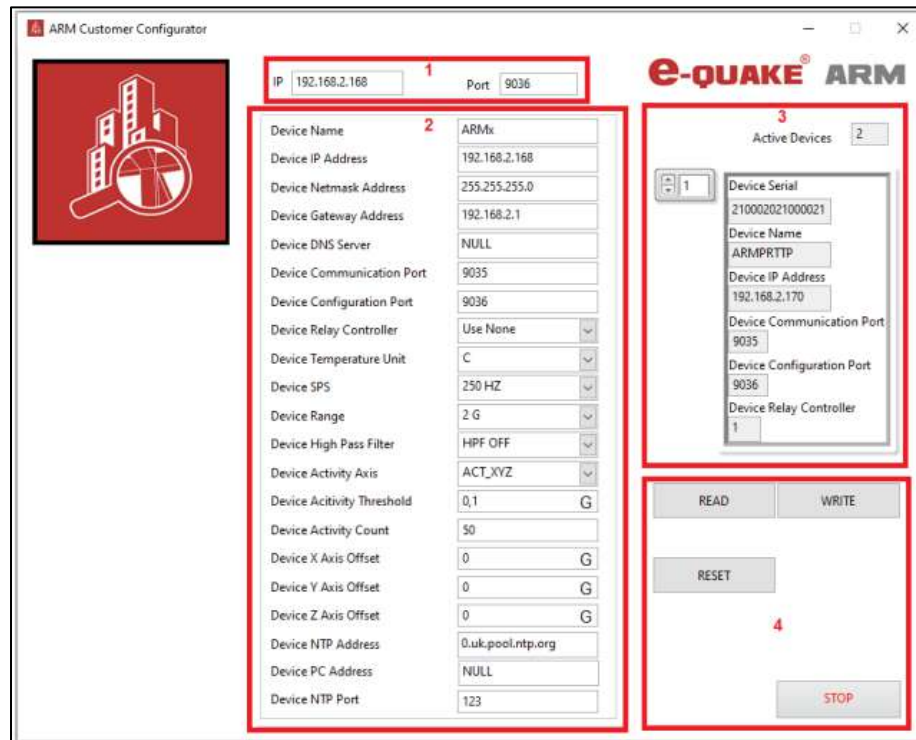 ARM Customer Configurator
IP 192.168.2.168 Port 9036
1
e-QUAKE® ARM
2
Device Name ARMx
Device IP Address 192.168.2.168
Device Netmask Address 255.255.255.0
Device Gateway Address 192.168.2.1
Device DNS Server NULL
Device Communication Port 9035
Device Configuration Port 9036
Device Relay Controller Use None
Device Temperature Unit C
Device SPS 250 HZ
Device Range 2 G
Device High Pass Filter HPF OFF
Device Activity Axis ACT_XYZ
Device Acitivity Threshold 0,1 G
Device Activity Count 50
Device X Axis Offset 0 G
Device Y Axis Offset 0 G
Device Z Axis Offset 0 G
Device NTP Address 0.uk.pool.ntp.org
Device PC Address NULL
Device NTP Port 123
3
Active Devices 2
1
Device Serial
210002021000021
Device Name
ARMPRTTP
Device IP Address
192.168.2.170
Device Communication Port
9035
Device Configuration Port
9036
Device Relay Controller
1
READ WRITE
RESET
4
STOP